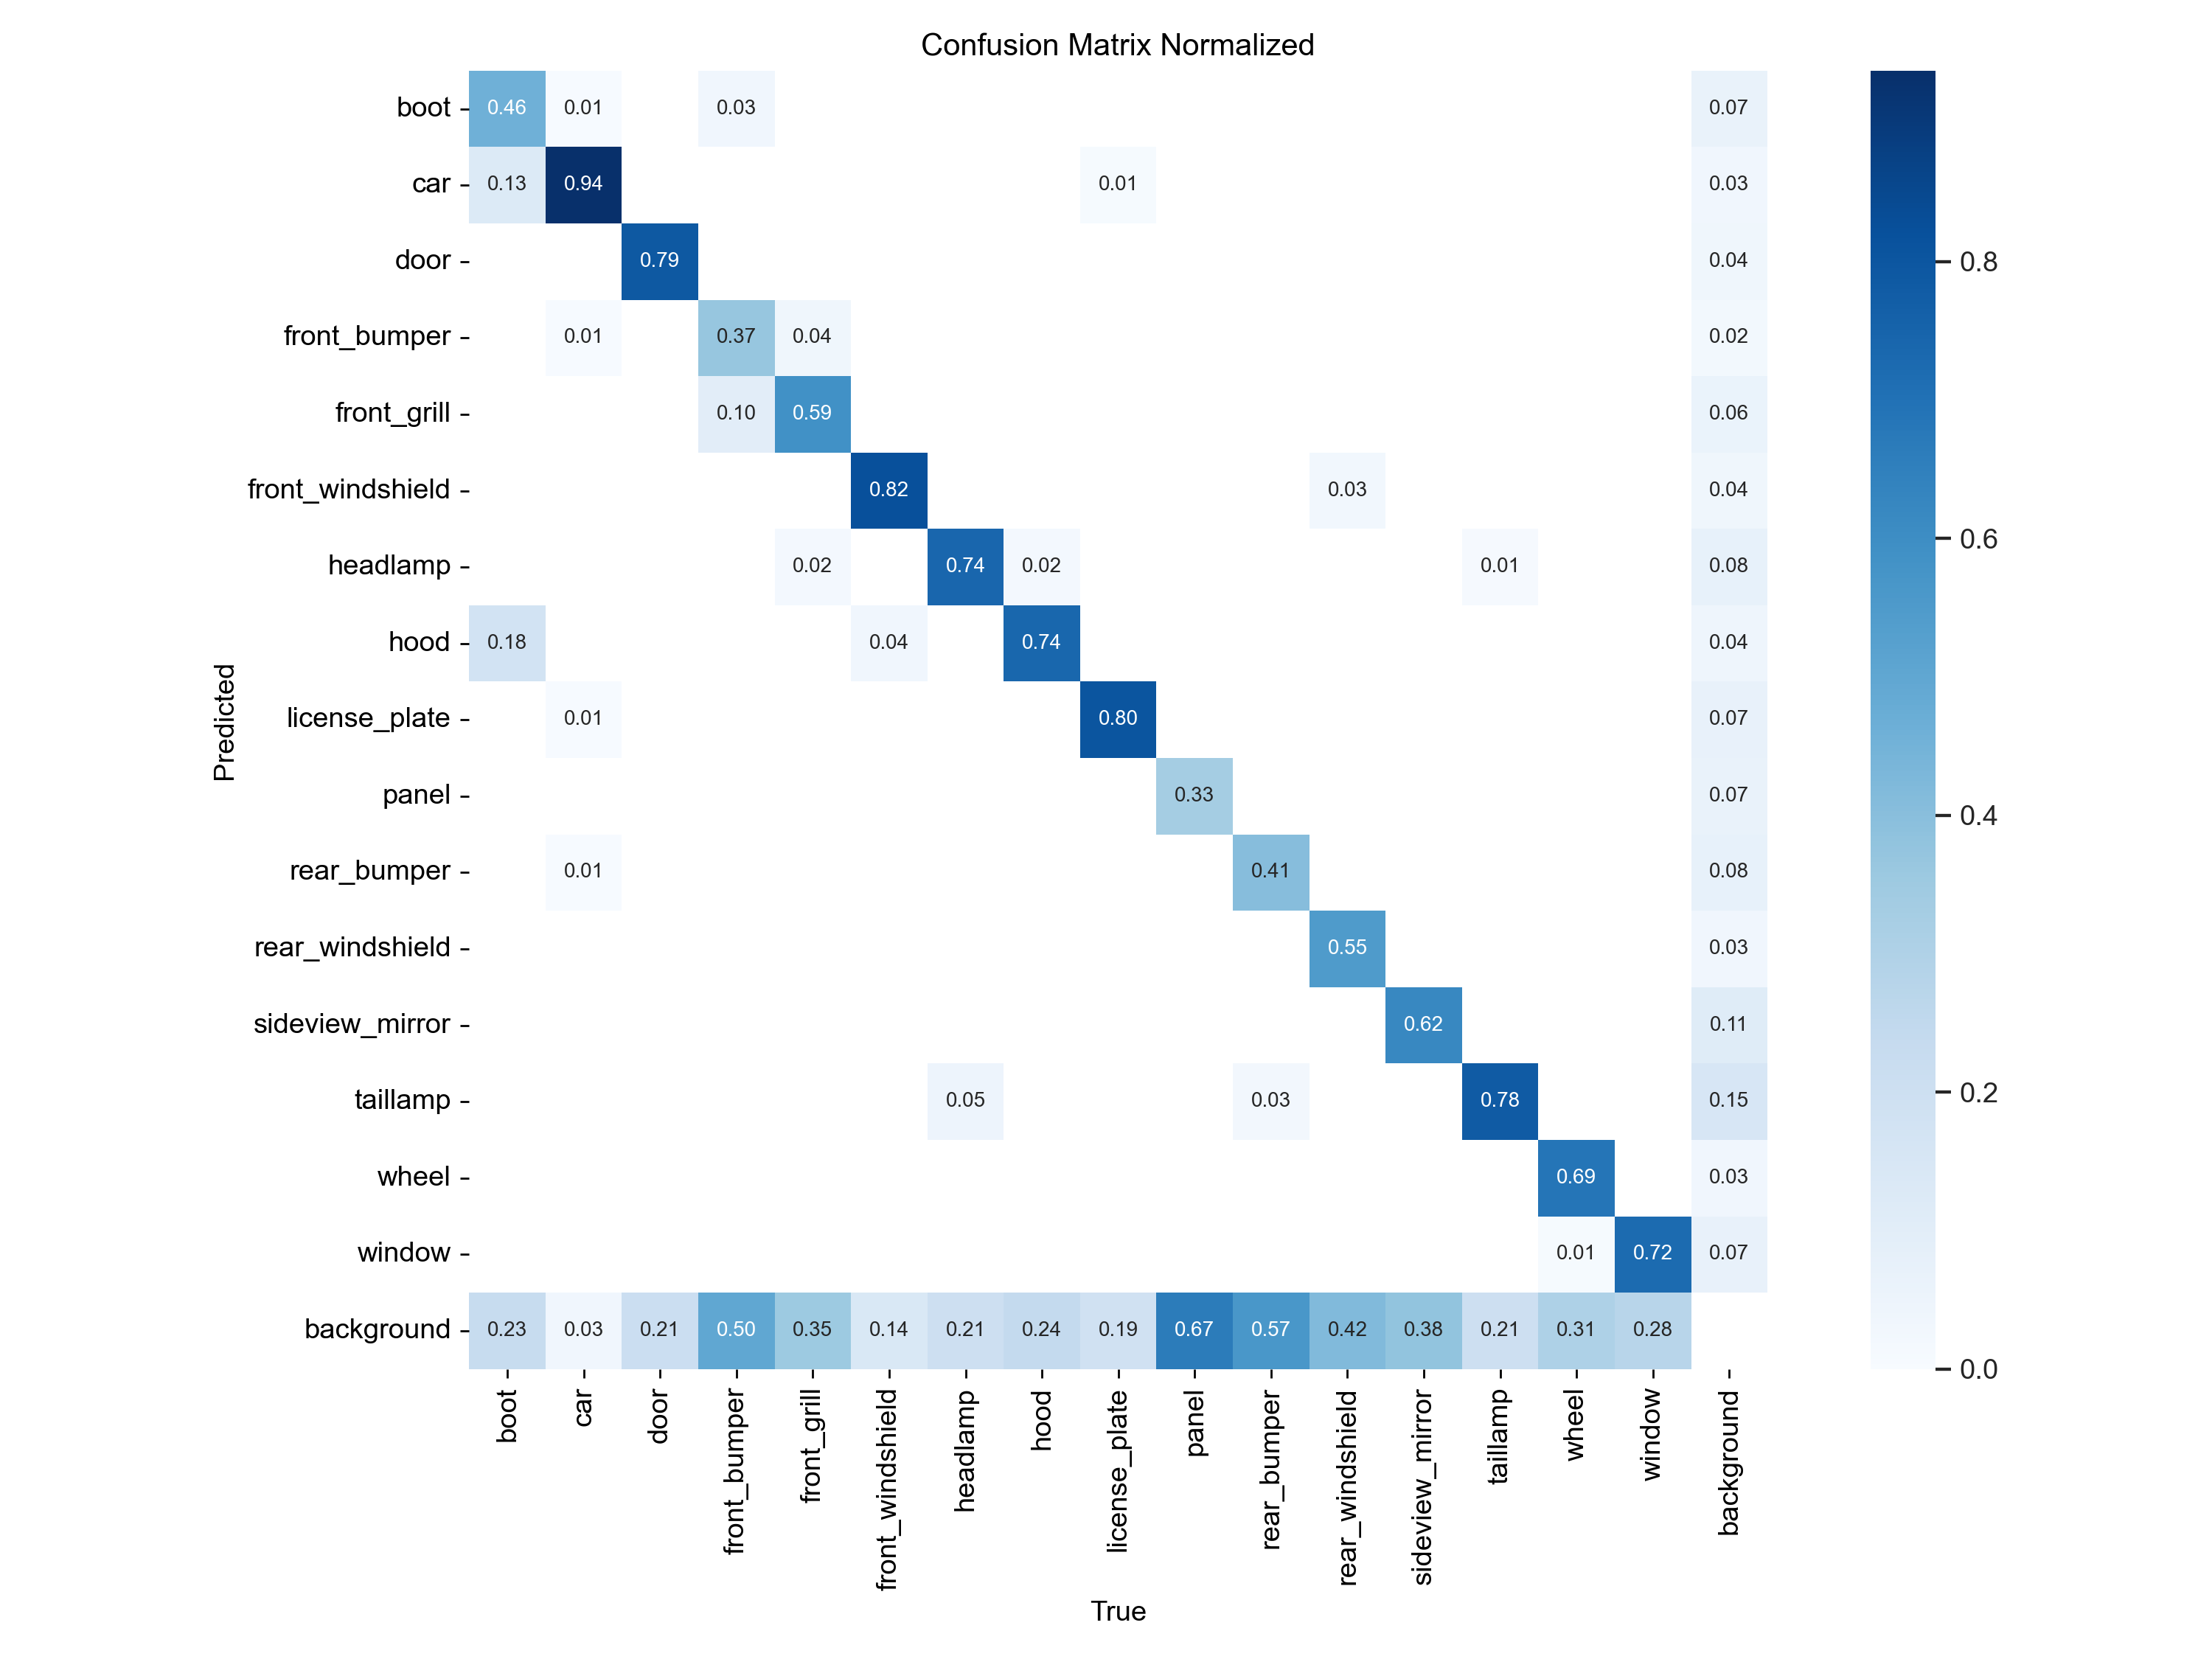 Confusion Matrix Normalized
Predicted
boot 0.46 0.01 0.03 0.07
car 0.13 0.94 0.01 0.03
door 0.79 0.04
front_bumper 0.01 0.37 0.04 0.02
front_grill 0.10 0.59 0.06
front_windshield 0.82 0.03 0.04
headlamp 0.02 0.74 0.02 0.01 0.08
hood 0.18 0.04 0.74 0.04
license_plate 0.01 0.80 0.07
panel 0.33 0.07
rear_bumper 0.01 0.41 0.08
rear_windshield 0.55 0.03
sideview_mirror 0.62 0.11
taillamp 0.05 0.03 0.78 0.15
wheel 0.69 0.03
window 0.01 0.72 0.07
background 0.23 0.03 0.21 0.50 0.35 0.14 0.21 0.24 0.19 0.67 0.57 0.42 0.38 0.21 0.31 0.28
boot
car
door
front_bumper
front_grill
front_windshield
headlamp
hood
license_plate
panel
rear_bumper
rear_windshield
sideview_mirror
taillamp
wheel
window
background
True
0.8
0.6
0.4
0.2
0.0